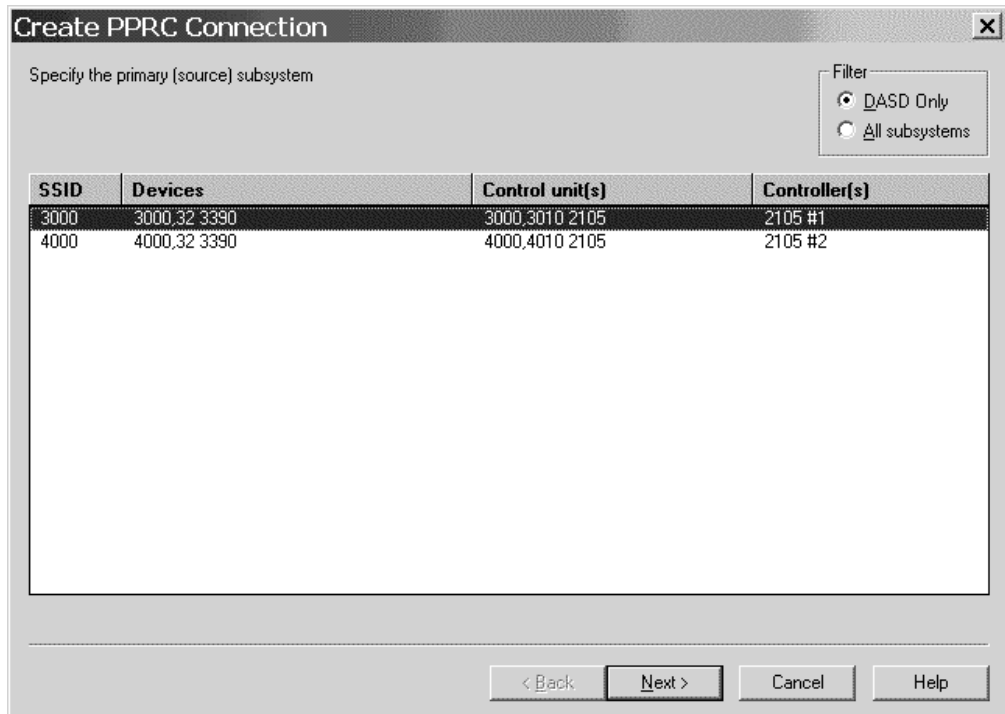 Create PPRC Connection
Specify the primary (source) subsystem
Filter
DASD Only
All subsystems
SSID Devices Control unit(s) Controller(s)
3000 3000,32 3390 3000,3010 2105 2105 #1
4000 4000,32 3390 4000,4010 2105 2105 #2
< Back Next > Cancel Help